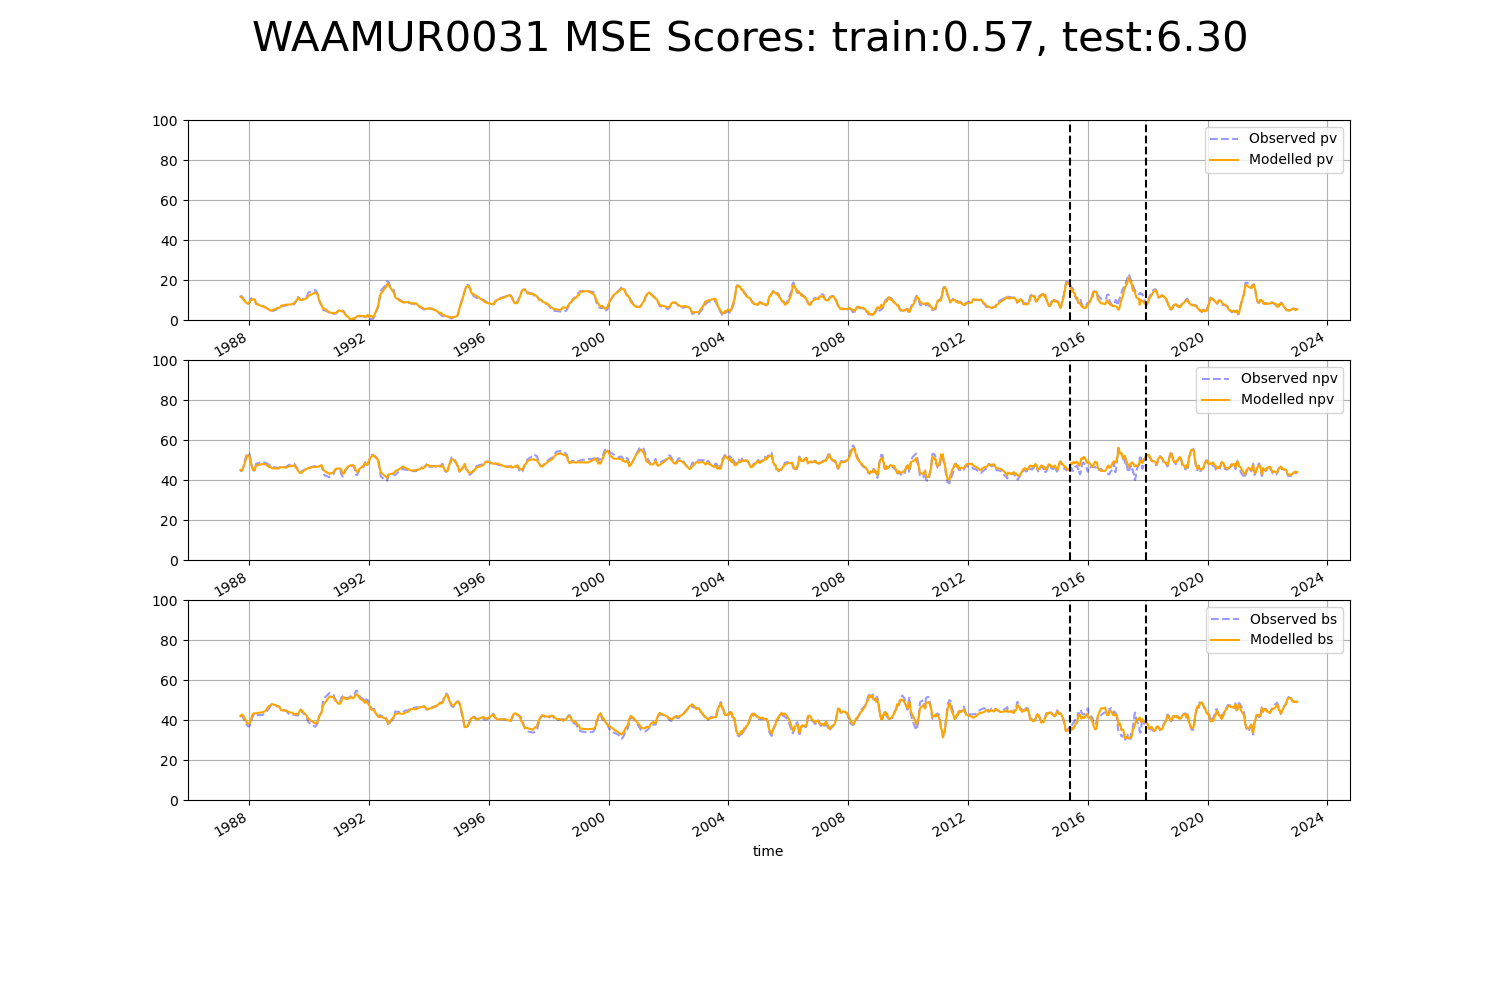 WAAMUR0031 MSE Scores: train:0.57, test:6.30
100
80
60
40
20
0
Observed pv
Modelled pv
1988 1992 1996 2000 2004 2008 2012 2016 2020 2024
100
80
60
40
20
0
Observed npv
Modelled npv
1988 1992 1996 2000 2004 2008 2012 2016 2020 2024
100
80
60
40
20
0
Observed bs
Modelled bs
1988 1992 1996 2000 2004 2008 2012 2016 2020 2024
time